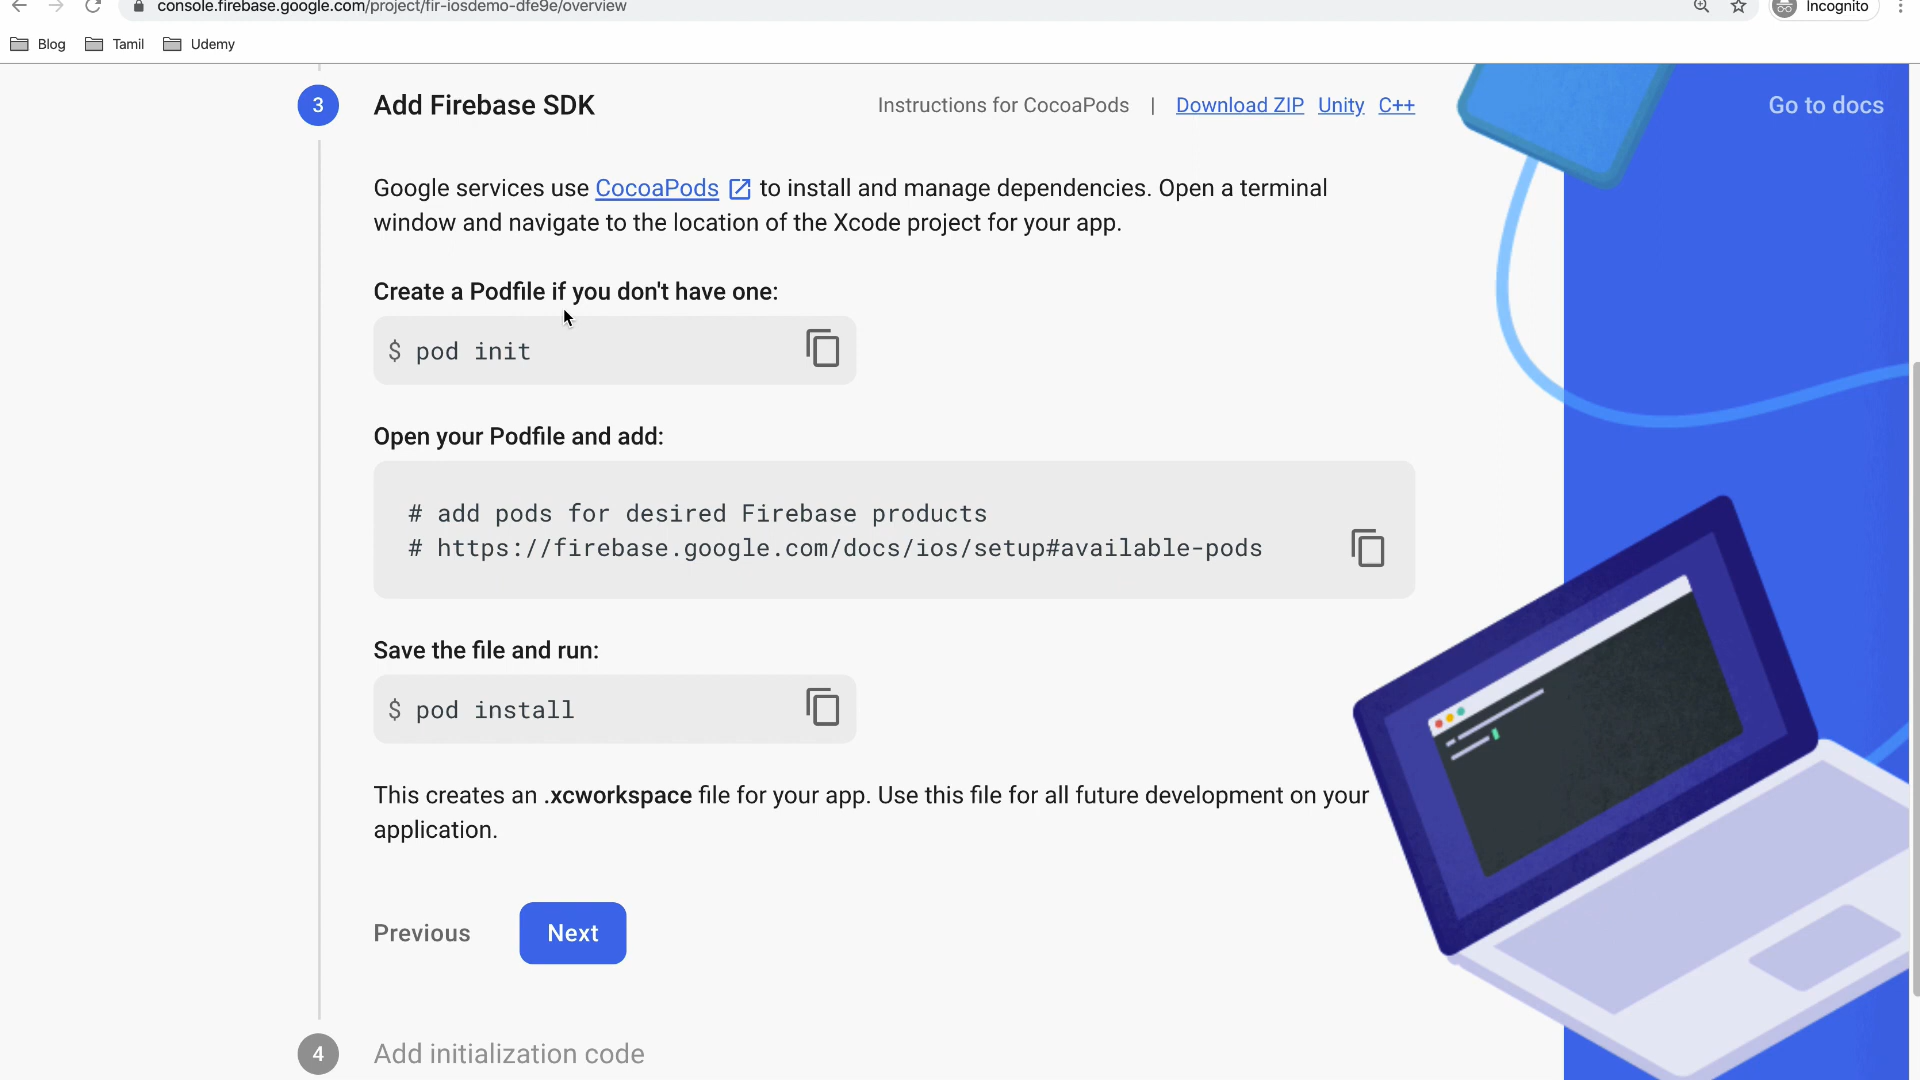 console.firebase.google.com/project/fir-iosdemo-dfe9e/overview
Incognito
Blog
Tamil
Udemy
3
Add Firebase SDK
Instructions for CocoaPods | Download ZIP Unity C++
Go to docs
Google services use CocoaPods to install and manage dependencies. Open a terminal
window and navigate to the location of the Xcode project for your app.
Create a Podfile if you don't have one:
$ pod init
Open your Podfile and add:
# add pods for desired Firebase products
# https://firebase.google.com/docs/ios/setup#available-pods
Save the file and run:
$ pod install
This creates an .xcworkspace file for your app. Use this file for all future development on your
application.
Previous
Next
4
Add initialization code